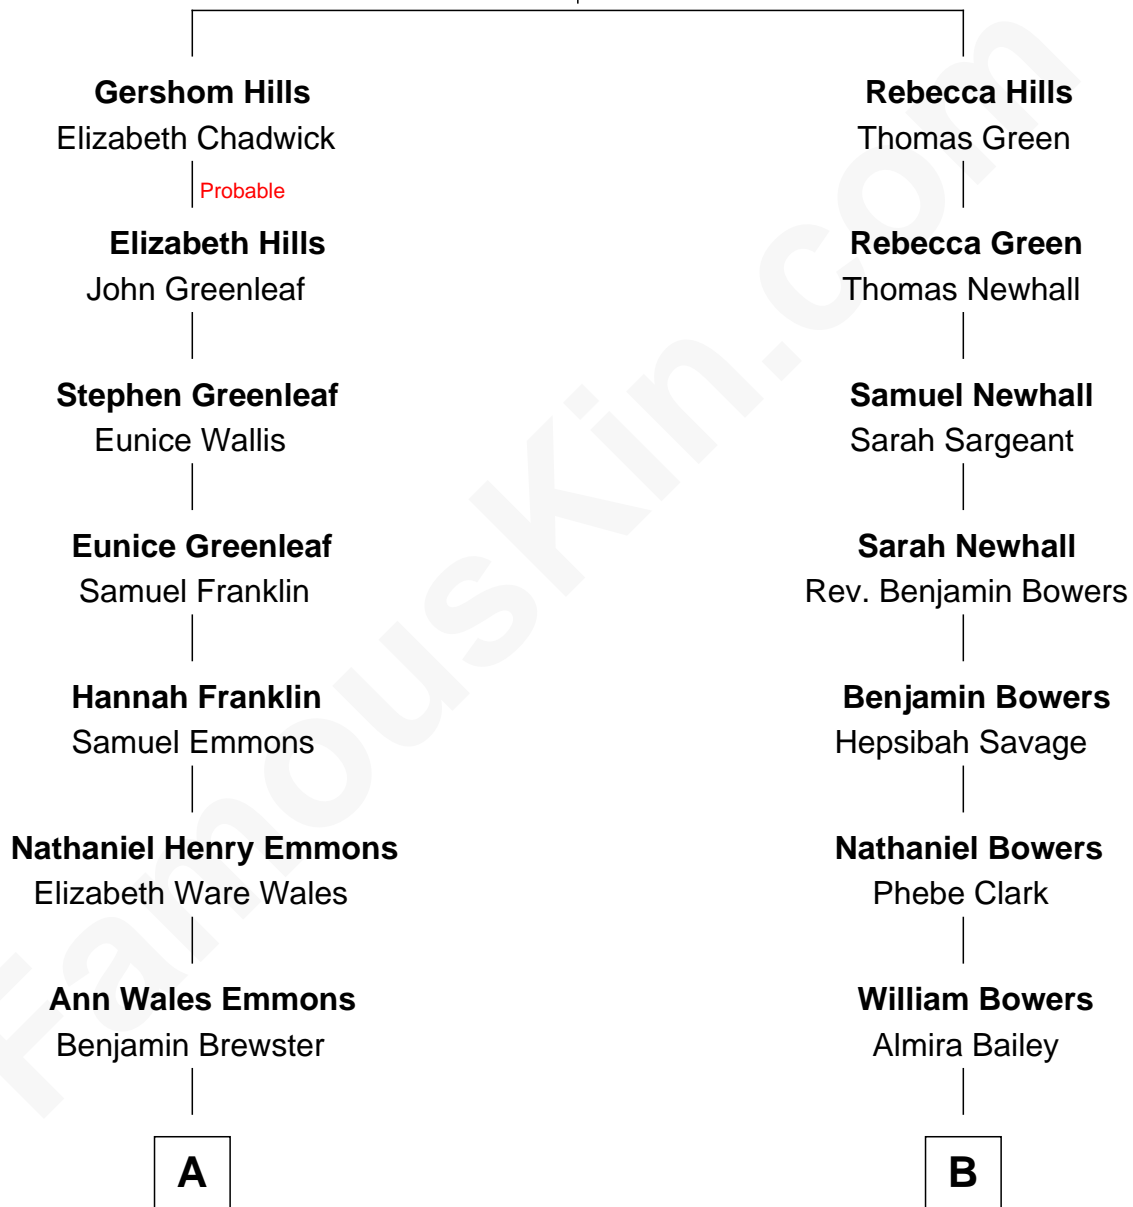 Gershom Hills
Elizabeth Chadwick
Probable
Elizabeth Hills
John Greenleaf
Stephen Greenleaf
Eunice Wallis
Eunice Greenleaf
Samuel Franklin
Hannah Franklin
Samuel Emmons
Nathaniel Henry Emmons
Elizabeth Ware Wales
Ann Wales Emmons
Benjamin Brewster
A
Rebecca Hills
Thomas Green
Rebecca Green
Thomas Newhall
Samuel Newhall
Sarah Sargeant
Sarah Newhall
Rev. Benjamin Bowers
Benjamin Bowers
Hepsibah Savage
Nathaniel Bowers
Phebe Clark
William Bowers
Almira Bailey
B
FamousKin.com